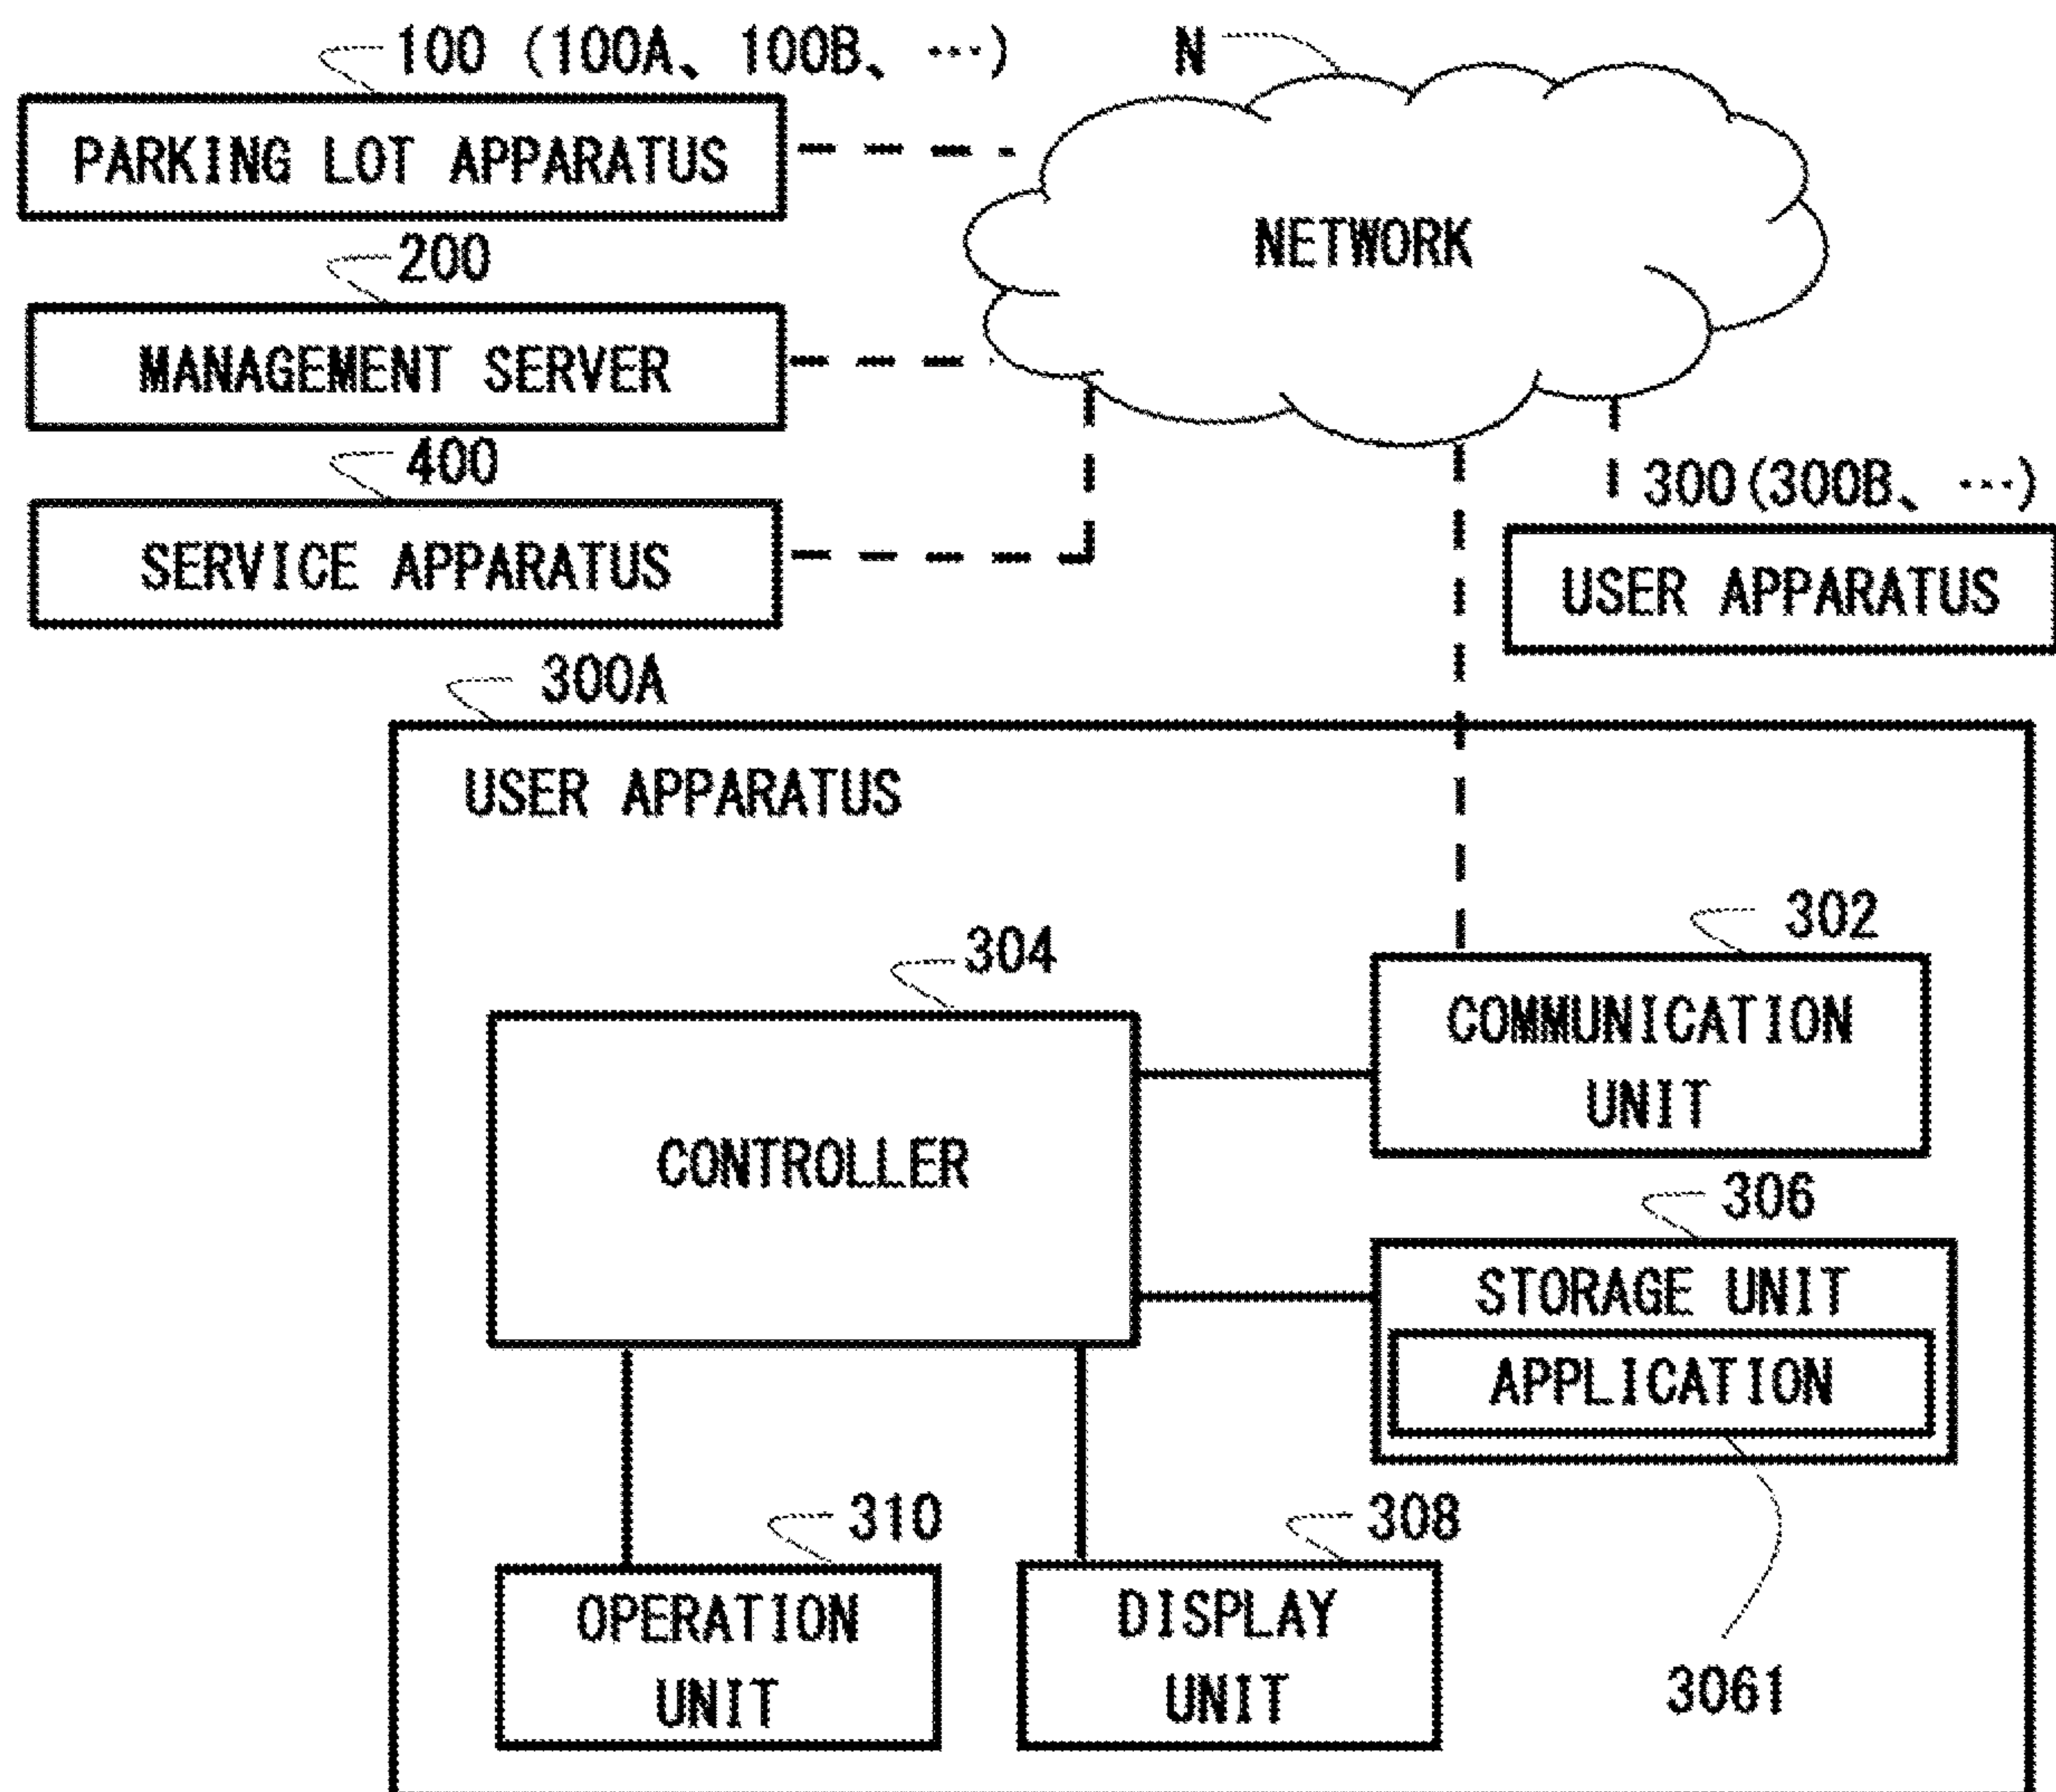 100 (100A、100B、…)
N
PARKING LOT APPARATUS
NETWORK
200
MANAGEMENT SERVER
400
300(300B、…)
SERVICE APPARATUS
USER APPARATUS
300A
USER APPARATUS
302
304
COMMUNICATION
UNIT
CONTROLLER
306
STORAGE UNIT
APPLICATION
310
308
OPERATION
UNIT
DISPLAY
UNIT
3061